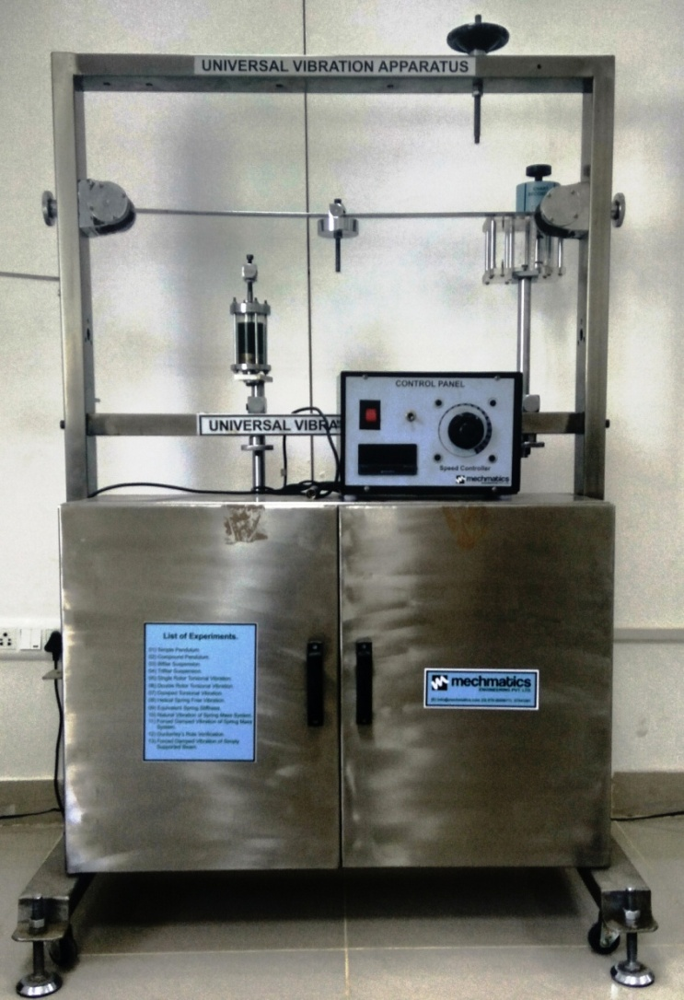 UNIVERSAL VIBRATION APPARATUS
CONTROL PANEL
UNIVERSAL VIBRA
Speed Controller
mechmatics
List of Experiments.
01) Simple Pendulum
02) Compound Pendulum
03) Bifilar Suspension
04) Trifilar Suspension
05) Single Rotor Torsional Vibration
06) Double Rotor Torsional Vibration
07) Damped Torsional Vibration
08) Helical Spring Free Vibration
09) Equivalent Spring Stiffness
10) Natural Vibration of Spring Mass System
11) Forced Damped Vibration of Spring Mass
System
12) Dunkerley's Rule Verification
13) Forced Damped Vibration of Simply
Supported Beam
mechmatics
ENGINEERING PVT. LTD.